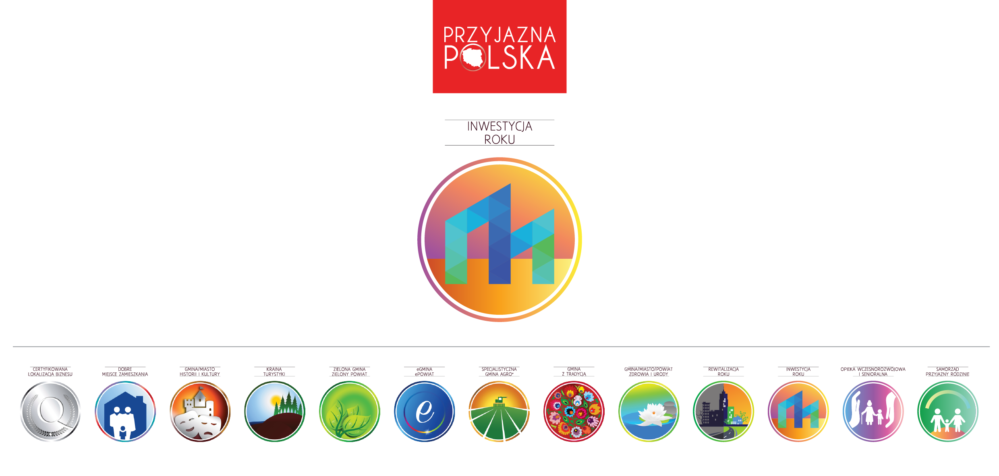 PRZYJAZNA
POLSKA
INWESTYCJA
ROKU
CERTYFIKOWANA
LOKALIZACJA BIZNESU
Q
DOBRE
MIEJSCE ZAMIESZKANIA
GMINA/MIASTO
HISTORII I KULTURY
KRAINA
TURYSTYKI
ZIELONA GMINA
ZIELONY POWIAT
eGMINA
ePOWIAT
e
SPECJALISTYCZNA
GMINA AGRO*
GMINA
Z TRADYCJĄ
GMINA/MIASTO/POWIAT
ZDROWIA I URODY
REWITALIZACJA
ROKU
INWESTYCJA
ROKU
OPIEKA WCZESNOROZWOJOWA
I SENIORALNA
SAMORZĄD
PRZYJAZNY RODZINIE